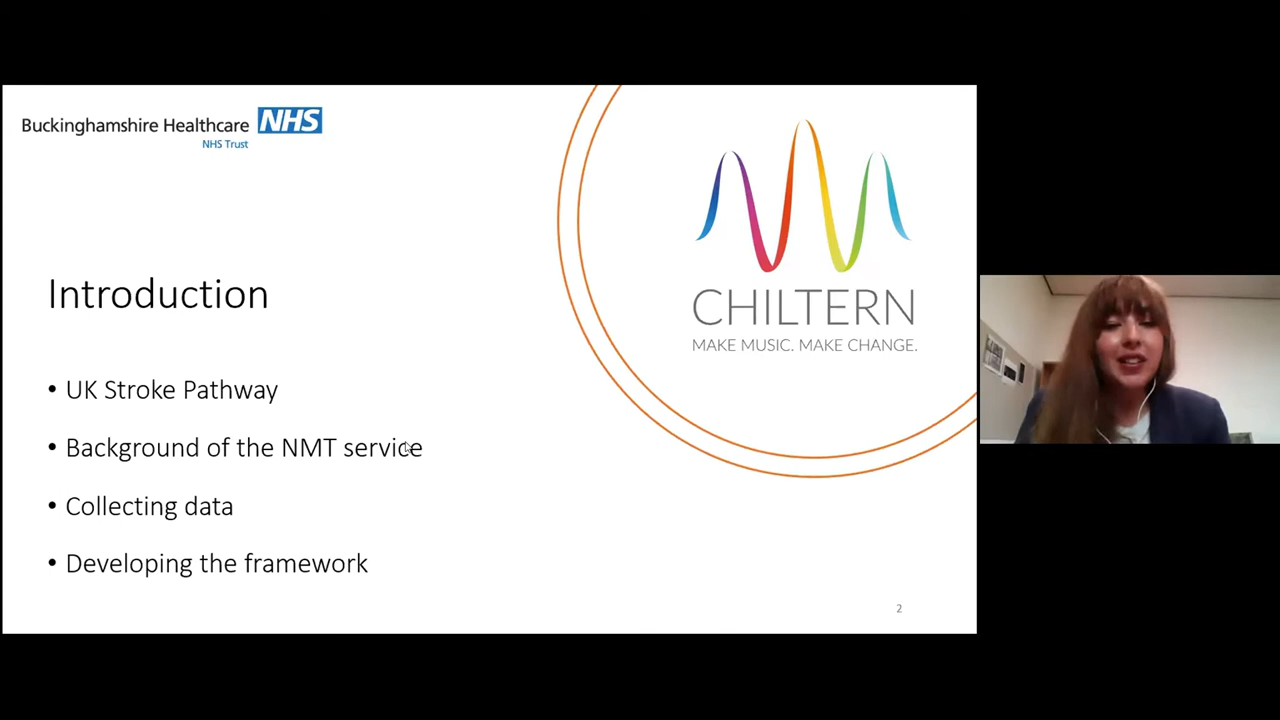 Buckinghamshire Healthcare NHS
NHS Trust
CHILTERN
MAKE MUSIC. MAKE CHANGE.
Introduction
• UK Stroke Pathway
• Background of the NMT service
• Collecting data
• Developing the framework
2